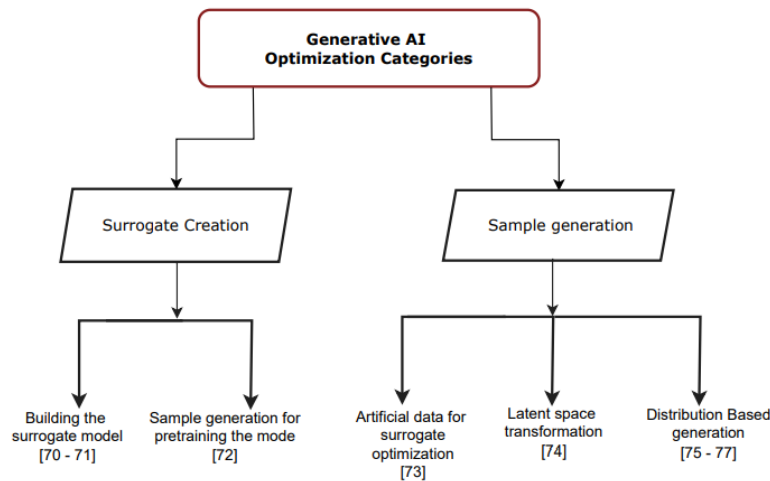 Generative AI
Optimization Categories
Surrogate Creation
Sample generation
Building the
surrogate model
[70 - 71]
Sample generation for
pretraining the mode
[72]
Artificial data for
surrogate
optimization
[73]
Latent space
transformation
[74]
Distribution Based
generation
[75 - 77]